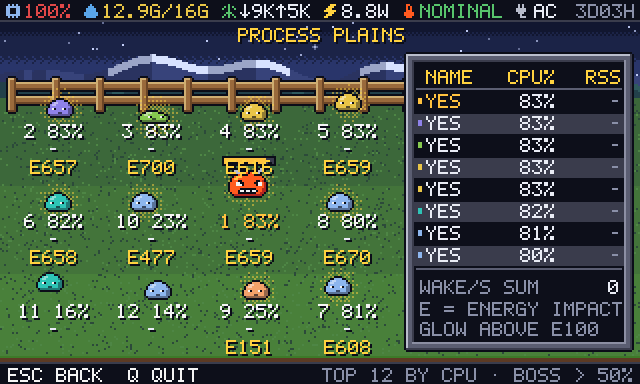 100% 12.9G/16G ↓9K↑5K 8.8W NOMINAL AC 3D03H
PROCESS PLAINS
NAME CPU% RSS
YES 83% -
YES 83% -
YES 83% -
YES 83% -
YES 83% -
YES 82% -
YES 81% -
YES 80% -
WAKE/S SUM 0
E = ENERGY IMPACT
GLOW ABOVE E100
2 83% 3 83% 4 83% 5 83%
- - - -
E657 E700 E659
6 82% 10 23% 1 83% 8 80%
- - - -
E658 E477 E659 E670
11 16% 12 14% 9 25% 7 81%
- - - -
E151 E608
ESC BACK Q QUIT TOP 12 BY CPU · BOSS > 50%